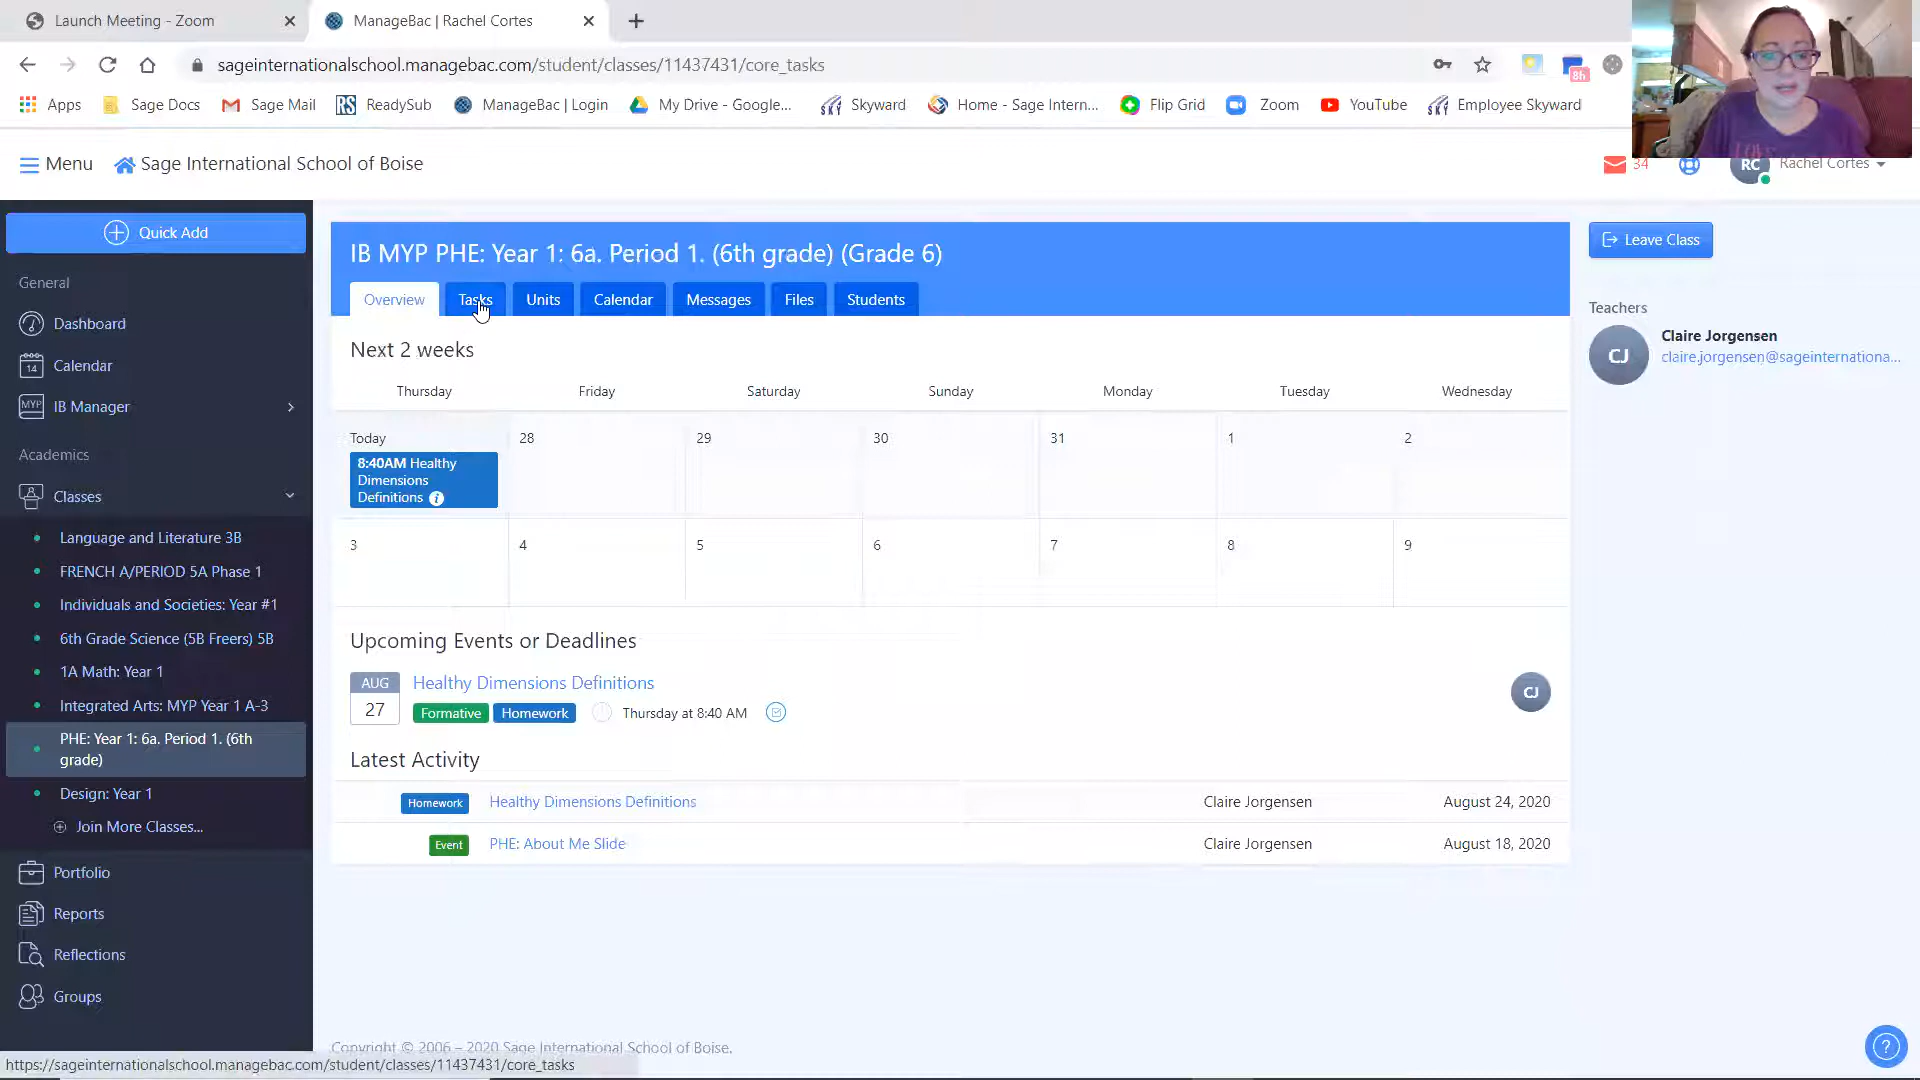 Launch Meeting - Zoom
ManageBac | Rachel Cortes
sageinternationalschool.managebac.com/student/classes/11437431/core_tasks
8h
Apps
Sage Docs
Sage Mail
RS
ReadySub
ManageBac | Login
My Drive - Google...
Skyward
Home - Sage Intern...
Flip Grid
Zoom
YouTube
Employee Skyward
Menu
Sage International School of Boise
34
RC
Rachel Cortes
Quick Add
General
Dashboard
14
Calendar
MYP
IB Manager
Academics
Classes
Language and Literature 3B
FRENCH A/PERIOD 5A Phase 1
Individuals and Societies: Year #1
6th Grade Science (5B Freers) 5B
1A Math: Year 1
Integrated Arts: MYP Year 1 A-3
PHE: Year 1: 6a. Period 1. (6th
grade)
Design: Year 1
Join More Classes...
Portfolio
Reports
Reflections
Groups
IB MYP PHE: Year 1: 6a. Period 1. (6th grade) (Grade 6)
Overview
Tasks
Units
Calendar
Messages
Files
Students
Next 2 weeks
Thursday
Friday
Saturday
Sunday
Monday
Tuesday
Wednesday
Today
28
29
30
31
1
2
8:40AM Healthy
Dimensions
Definitions
3
4
5
6
7
8
9
Upcoming Events or Deadlines
AUG
27
Healthy Dimensions Definitions
Formative
Homework
Thursday at 8:40 AM
CJ
Latest Activity
Homework
Healthy Dimensions Definitions
Claire Jorgensen
August 24, 2020
Event
PHE: About Me Slide
Claire Jorgensen
August 18, 2020
Leave Class
Teachers
CJ
Claire Jorgensen
claire.jorgensen@sageinternationa...
Copyright © 2006 – 2020 Sage International School of Boise.
https://sageinternationalschool.managebac.com/student/classes/11437431/core_tasks